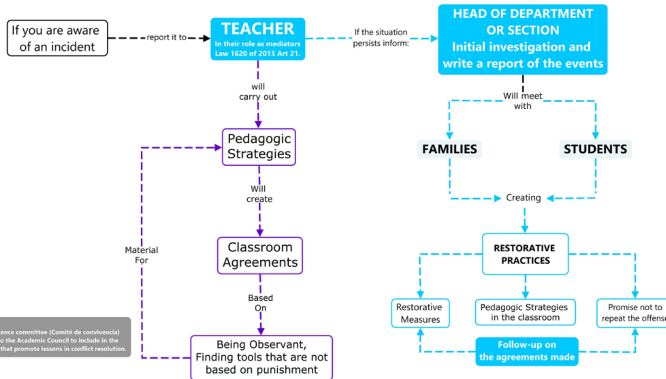 If you are aware
of an incident
report it to
TEACHER
In their role as mediators
Law 1620 of 2013 Art 21.
If the situation
persists inform:
HEAD OF DEPARTMENT
OR SECTION
Initial investigation and
write a report of the events
will
carry out
Pedagogic
Strategies
Will
create
Classroom
Agreements
Based
On
Being Observant,
Finding tools that are not
based on punishment
Material
For
Will meet
with
FAMILIES
STUDENTS
Creating
RESTORATIVE
PRACTICES
Restorative
Measures
Pedagogic Strategies
in the classroom
Promise not to
repeat the offense
Follow-up on
the agreements made
ence committee (Comité de convivencia)
o the Academic Council to include in the
that promote lessons in conflict resolution.